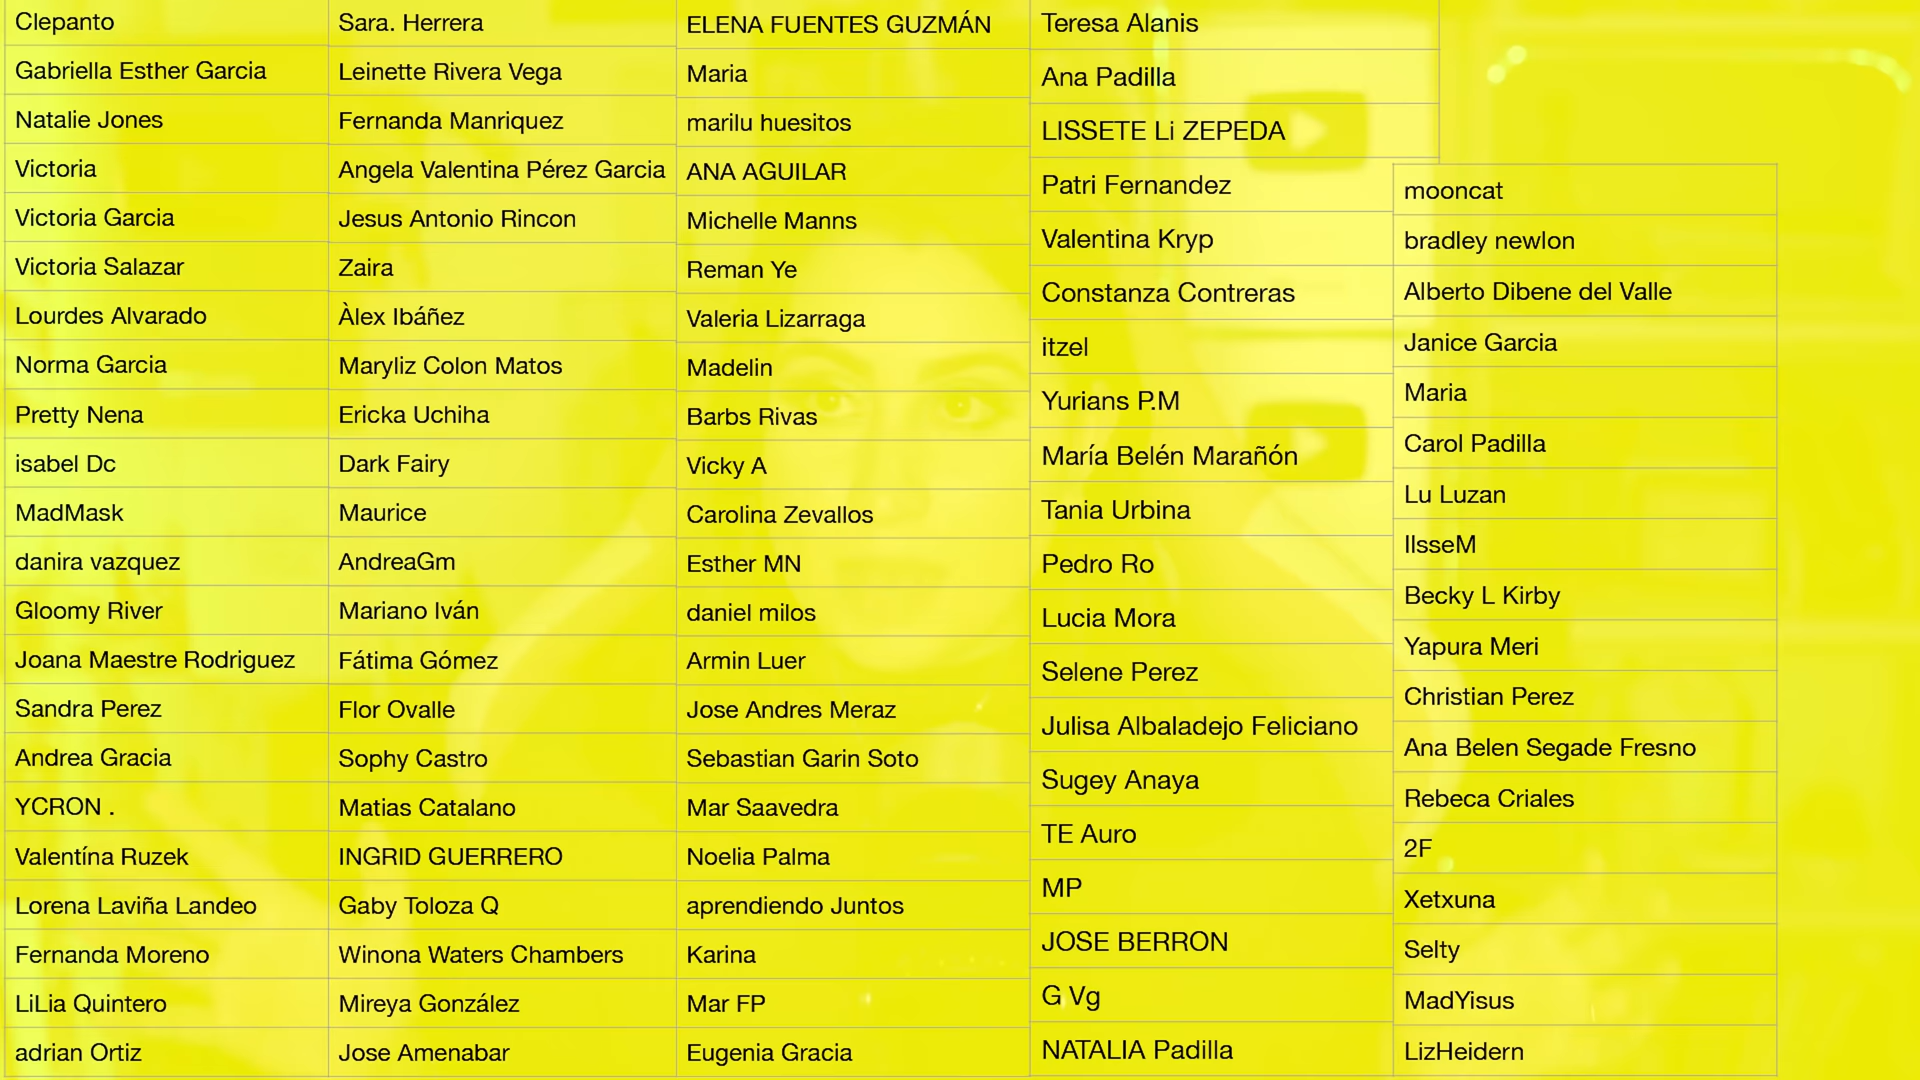 Clepanto
Gabriella Esther Garcia
Natalie Jones
Victoria
Victoria Garcia
Victoria Salazar
Lourdes Alvarado
Norma Garcia
Pretty Nena
isabel Dc
MadMask
danira vazquez
Gloomy River
Joana Maestre Rodriguez
Sandra Perez
Andrea Gracia
YCRON .
Valentína Ruzek
Lorena Laviña Landeo
Fernanda Moreno
LiLia Quintero
adrian Ortiz
Sara. Herrera
Leinette Rivera Vega
Fernanda Manriquez
Angela Valentina Pérez Garcia
Jesus Antonio Rincon
Zaira
Àlex Ibáñez
Maryliz Colon Matos
Ericka Uchiha
Dark Fairy
Maurice
AndreaGm
Mariano Iván
Fátima Gómez
Flor Ovalle
Sophy Castro
Matias Catalano
INGRID GUERRERO
Gaby Toloza Q
Winona Waters Chambers
Mireya González
Jose Amenabar
ELENA FUENTES GUZMÁN
Maria
marilu huesitos
ANA AGUILAR
Michelle Manns
Reman Ye
Valeria Lizarraga
Madelin
Barbs Rivas
Vicky A
Carolina Zevallos
Esther MN
daniel milos
Armin Luer
Jose Andres Meraz
Sebastian Garin Soto
Mar Saavedra
Noelia Palma
aprendiendo Juntos
Karina
Mar FP
Eugenia Gracia
Teresa Alanis
Ana Padilla
LISSETE Li ZEPEDA
Patri Fernandez
Valentina Kryp
Constanza Contreras
itzel
Yurians P.M
María Belén Marañón
Tania Urbina
Pedro Ro
Lucia Mora
Selene Perez
Julisa Albaladejo Feliciano
Sugey Anaya
TE Auro
MP
JOSE BERRON
G Vg
NATALIA Padilla
mooncat
bradley newlon
Alberto Dibene del Valle
Janice Garcia
Maria
Carol Padilla
Lu Luzan
IlsseM
Becky L Kirby
Yapura Meri
Christian Perez
Ana Belen Segade Fresno
Rebeca Criales
2F
Xetxuna
Selty
MadYisus
LizHeidern